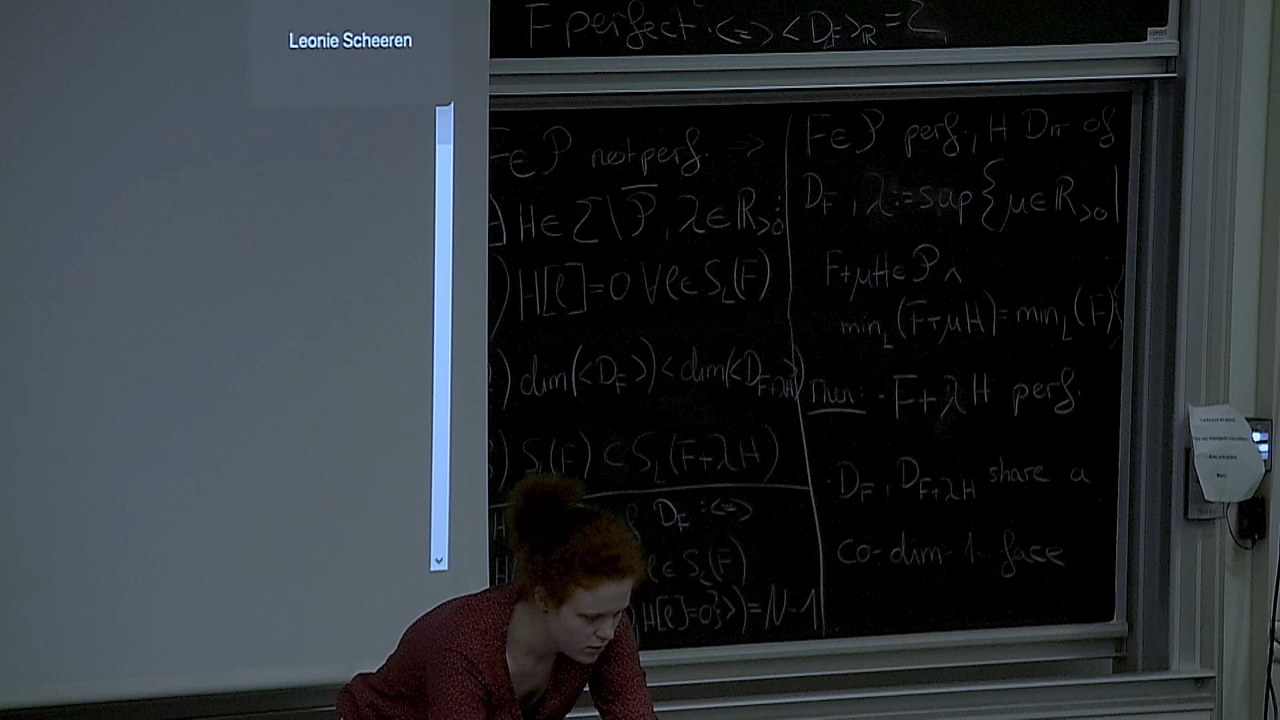 Leonie Scheeren
F perfect :<=> <D_F>_ℝ = Σ
F∈𝒫 not perf. =>
∃ H∈Σ\𝒫, λ∈ℝ_{>0}:
) H[ℓ]=0 ∀ℓ∈S_L(F)
) dim(<D_F>) < dim(<D_{F+λH}>)
) S_L(F) ⊂ S_L(F+λH)
H D_F :<=>
H ℓ∈S_L(F)
H[ℓ]=0}>)=N-1
F∈𝒫 perf., H Dir of
D_F, λ:=sup{μ∈ℝ_{>0}|
F+μH∈𝒫 ∧
min_L(F+μH)=min_L(F)}
Then: · F+λH perf.
· D_F, D_{F+λH} share a
co-dim-1 face